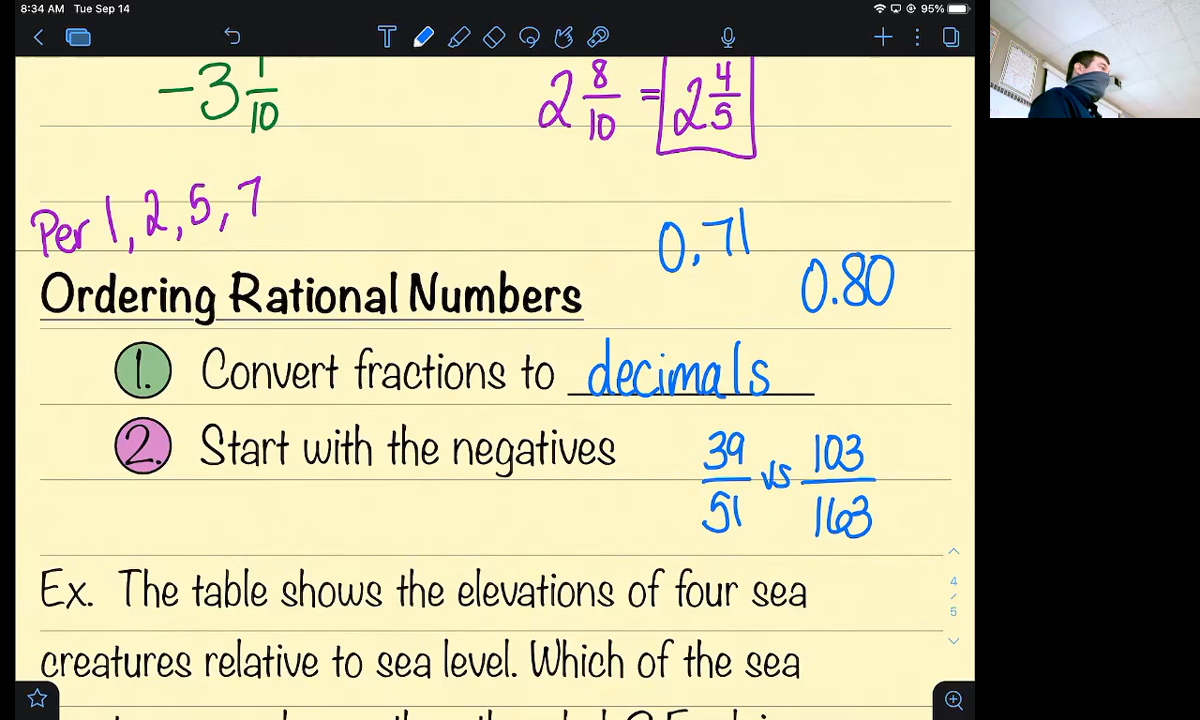 8:34 AM Tue Sep 14 95%
T
-3 1/10
2 8/10 = 2 4/5
Per 1, 2, 5, 7
0.71
0.80
Ordering Rational Numbers
1. Convert fractions to decimals
2. Start with the negatives
39/51 vs 103/163
Ex. The table shows the elevations of four sea
creatures relative to sea level. Which of the sea
4
/
5